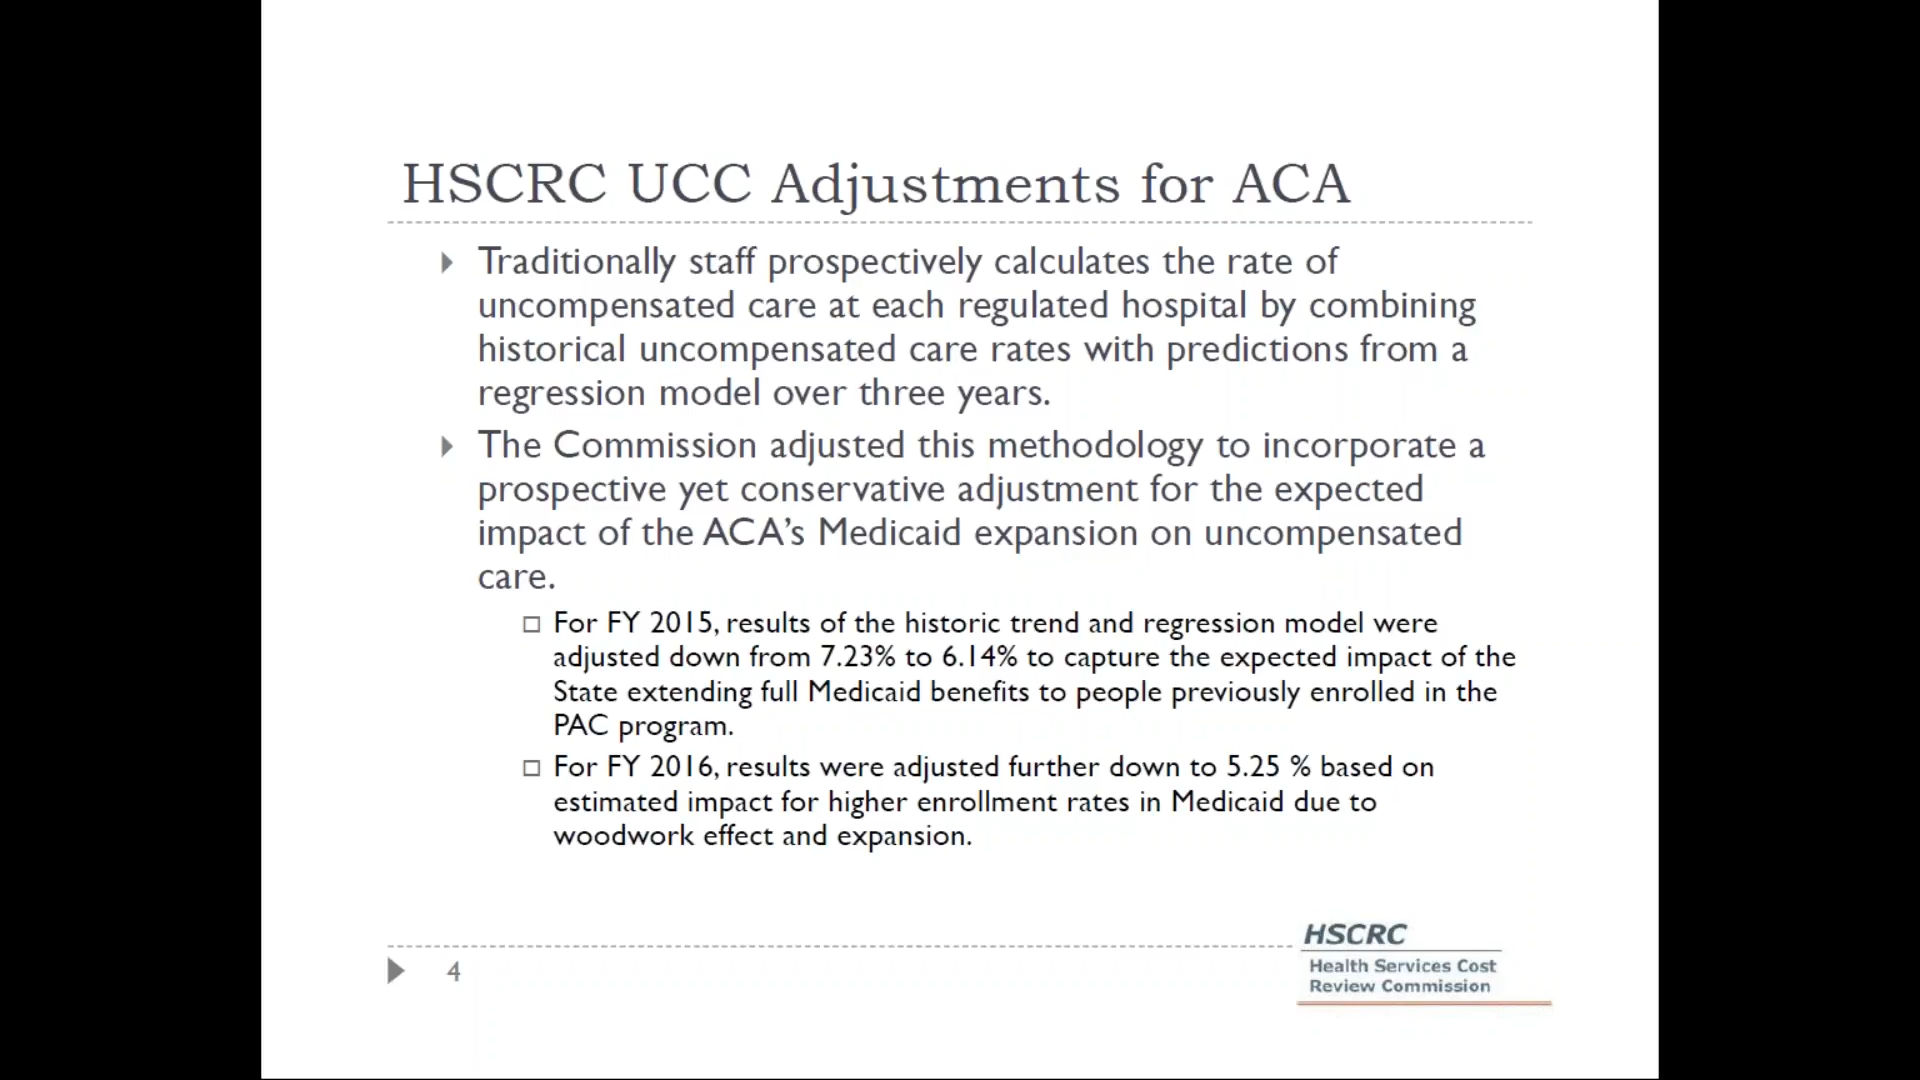 HSCRC UCC Adjustments for ACA
Traditionally staff prospectively calculates the rate of
uncompensated care at each regulated hospital by combining
historical uncompensated care rates with predictions from a
regression model over three years.
The Commission adjusted this methodology to incorporate a
prospective yet conservative adjustment for the expected
impact of the ACA’s Medicaid expansion on uncompensated
care.
For FY 2015, results of the historic trend and regression model were
adjusted down from 7.23% to 6.14% to capture the expected impact of the
State extending full Medicaid benefits to people previously enrolled in the
PAC program.
For FY 2016, results were adjusted further down to 5.25 % based on
estimated impact for higher enrollment rates in Medicaid due to
woodwork effect and expansion.
4
HSCRC
Health Services Cost
Review Commission